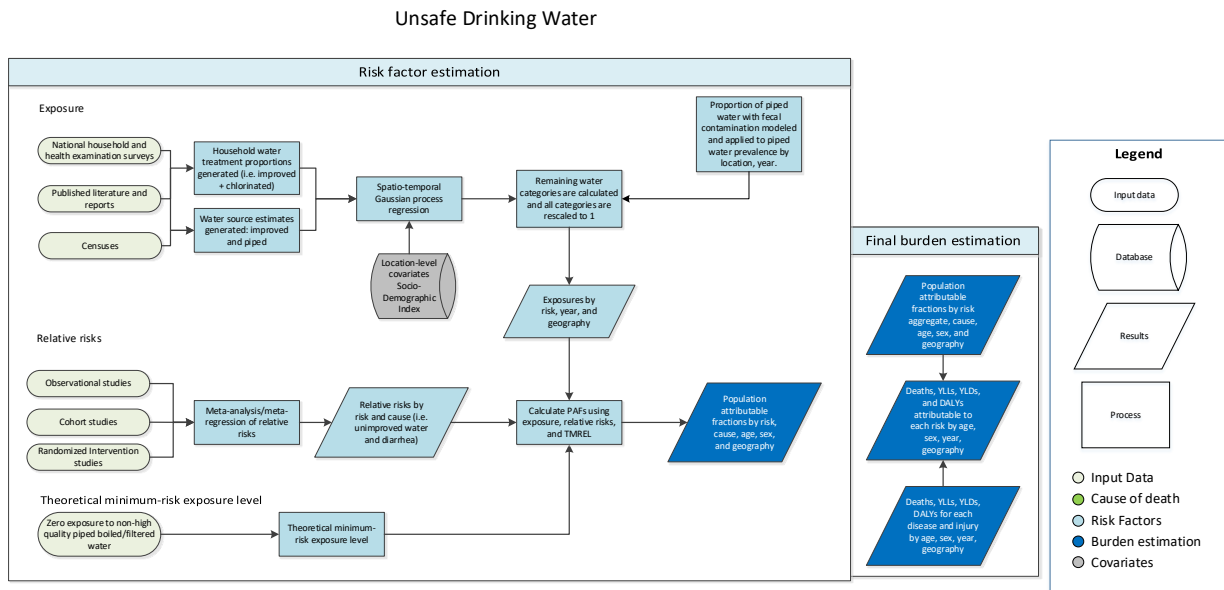 Unsafe Drinking Water
Risk factor estimation
Exposure
National household and
health examination surveys
Published literature and
reports
Censuses
Household water
treatment proportions
generated (i.e. improved
+ chlorinated)
Water source estimates
generated: improved
and piped
Spatio-temporal
Gaussian process
regression
Location-level
covariates
Socio-
Demographic
Index
Remaining water
categories are calculated
and all categories are
rescaled to 1
Proportion of piped
water with fecal
contamination modeled
and applied to piped
water prevalence by
location, year.
Exposures by
risk, year, and
geography
Relative risks
Observational studies
Cohort studies
Randomized Intervention
studies
Meta-analysis/meta-
regression of relative
risks
Relative risks by
risk and cause (i.e.
unimproved water
and diarrhea)
Calculate PAFs using
exposure, relative risks,
and TMREL
Population
attributable
fractions by risk,
cause, age, sex,
and geography
Theoretical minimum-risk exposure level
Zero exposure to non-high
quality piped boiled/filtered
water
Theoretical minimum-
risk exposure level
Final burden estimation
Population
attributable
fractions by risk
aggregate, cause,
age, sex, and
geography
Deaths, YLLs, YLDs,
and DALYs
attributable to
each risk by age,
sex, year,
geography
Deaths, YLLs, YLDs,
DALYs for each
disease and injury
by age, sex, year,
geography
Legend
Input data
Database
Results
Process
Input Data
Cause of death
Risk Factors
Burden estimation
Covariates